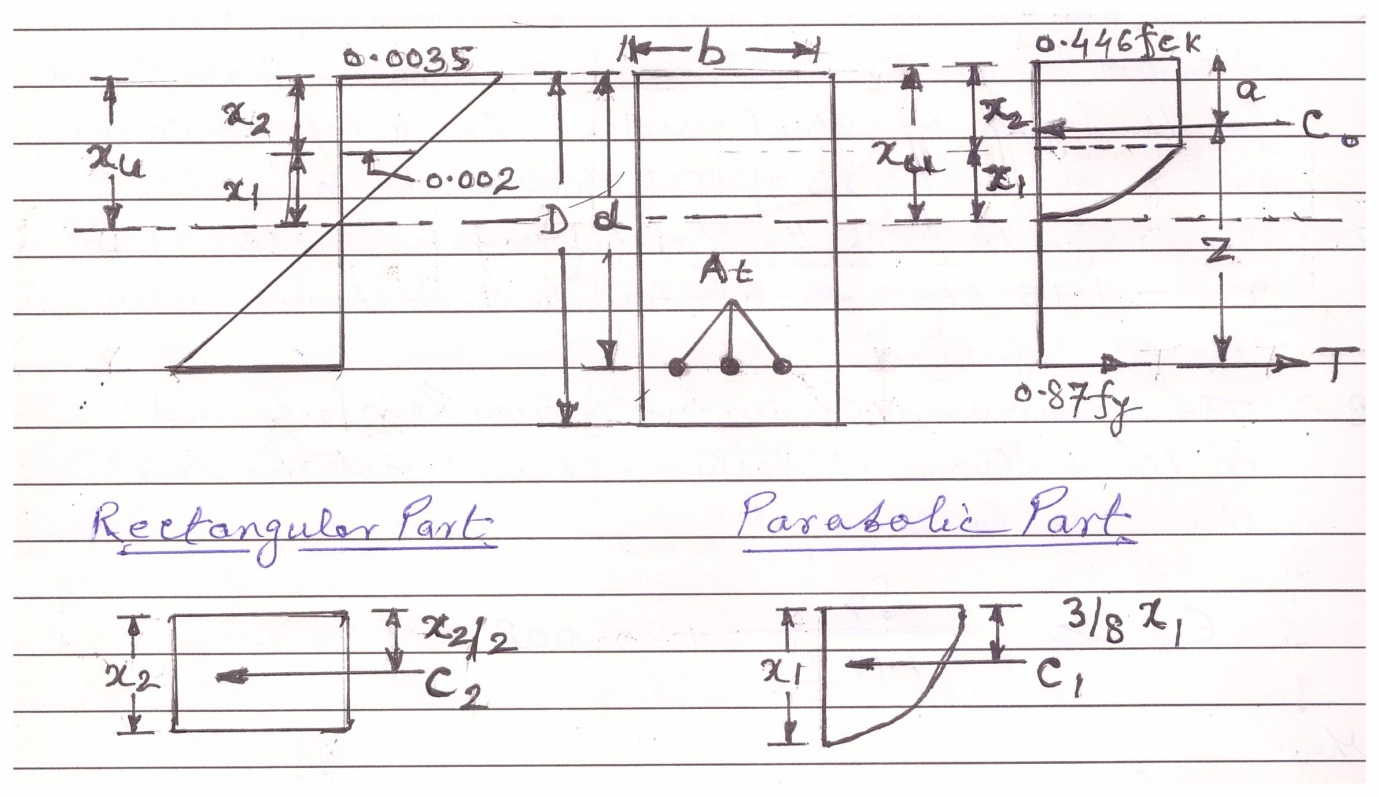 0.0035
b
0.446fck
x2
xu
x1
0.002
D
d
At
x2
xu
x1
a
C
Z
T
0.87fy
Rectangular Part
Parabolic Part
x2
x2/2
C2
x1
3/8 x1
C1